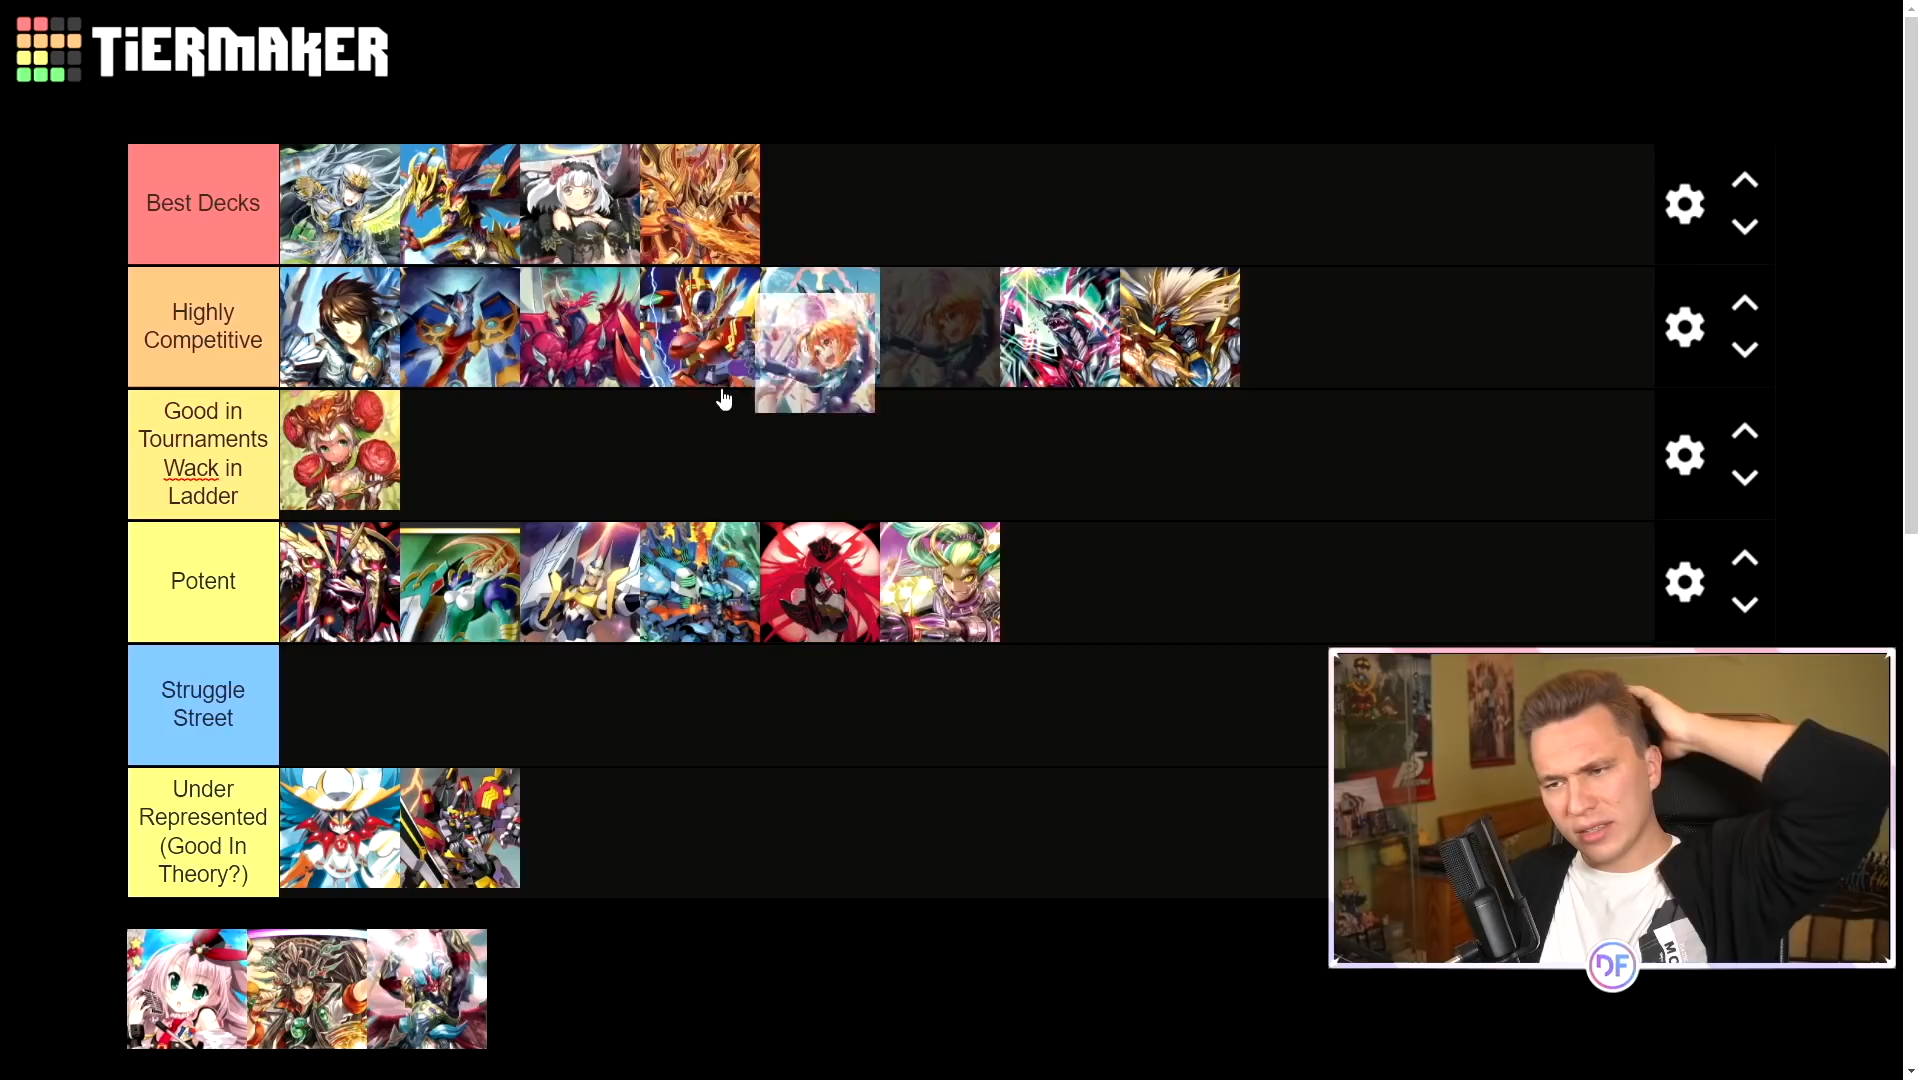 TiERMAKER
Best Decks
Highly
Competitive
Good in
Tournaments
Wack in
Ladder
Potent
Struggle
Street
Under
Represented
(Good In
Theory?)
DF